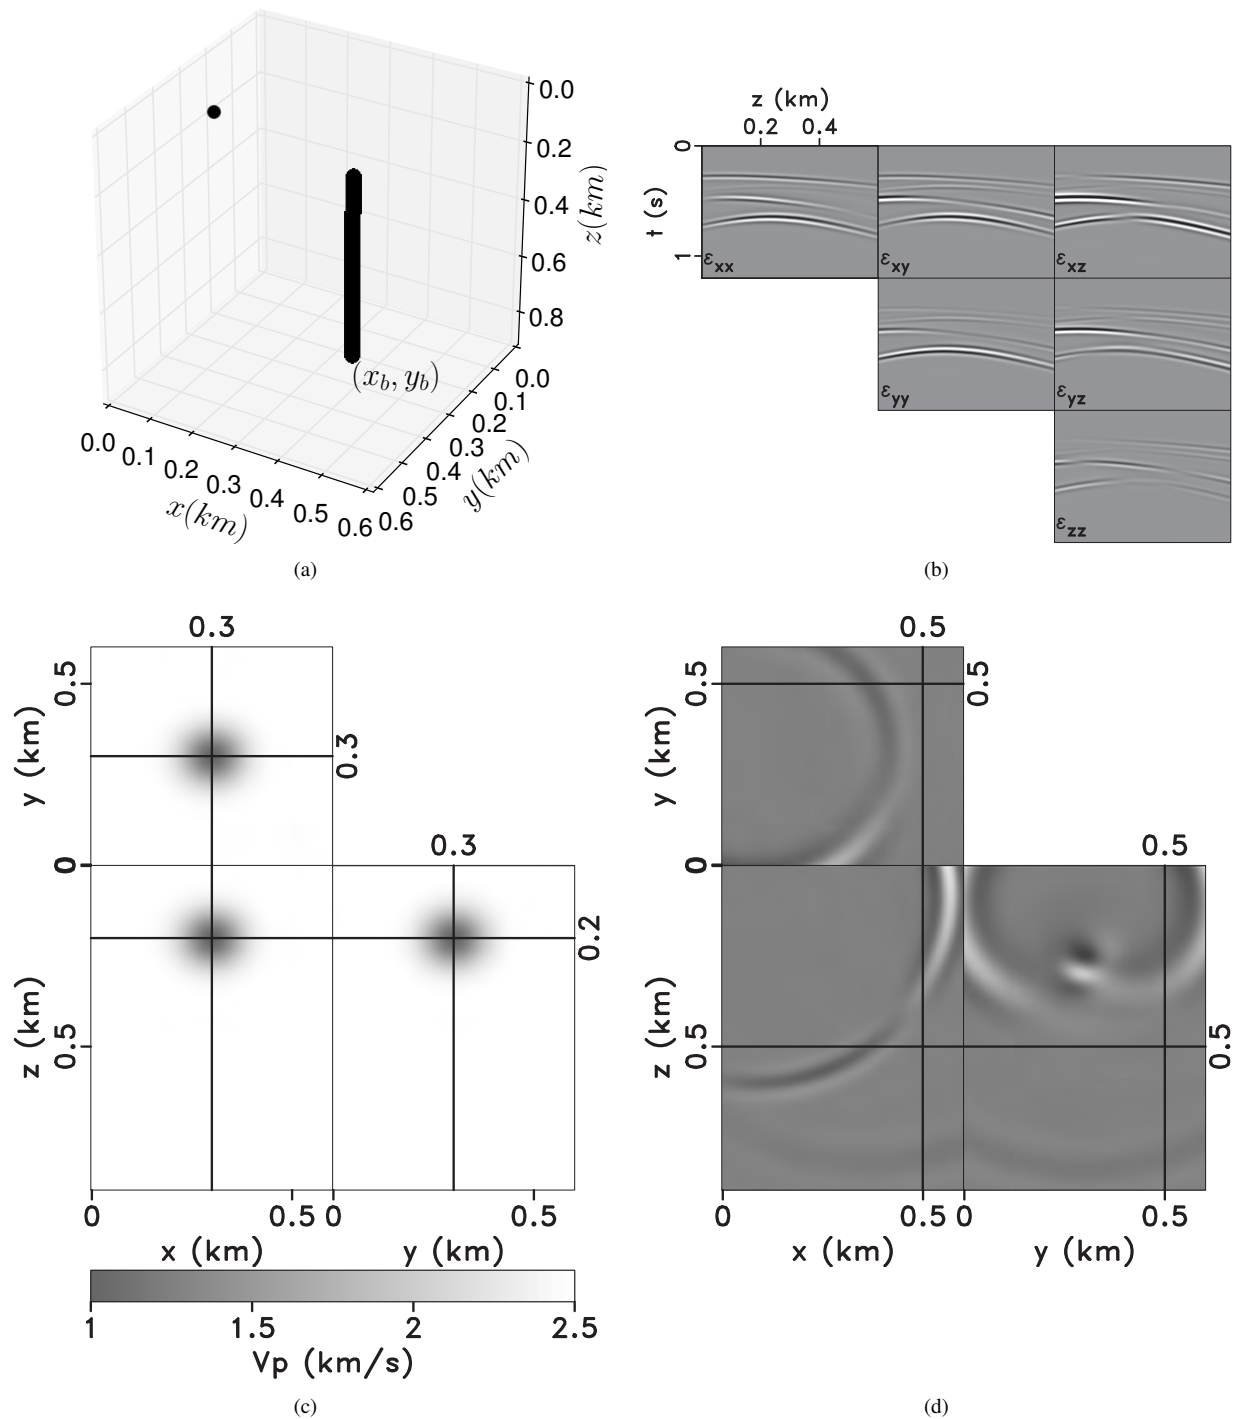 0.0
0.2
0.4
0.6
0.8
z(km)
(x_b, y_b)
0.0
0.1
0.2
0.3
0.4
0.5
0.6
y(km)
0.0
0.1
0.2
0.3
0.4
0.5
0.6
x(km)
(a)
z (km)
0.2 0.4
0
t (s)
1
ε_xx
ε_xy
ε_xz
ε_yy
ε_yz
ε_zz
(b)
0.3
0.5
y (km)
0.3
0
0.3
0.2
z (km)
0.5
0 0.5 0 0.5
x (km) y (km)
1 1.5 2 2.5
Vp (km/s)
(c)
0.5
0.5
0.5
y (km)
0
0.5
z (km)
0.5
0.5
0 0.5 0 0.5
x (km) y (km)
(d)